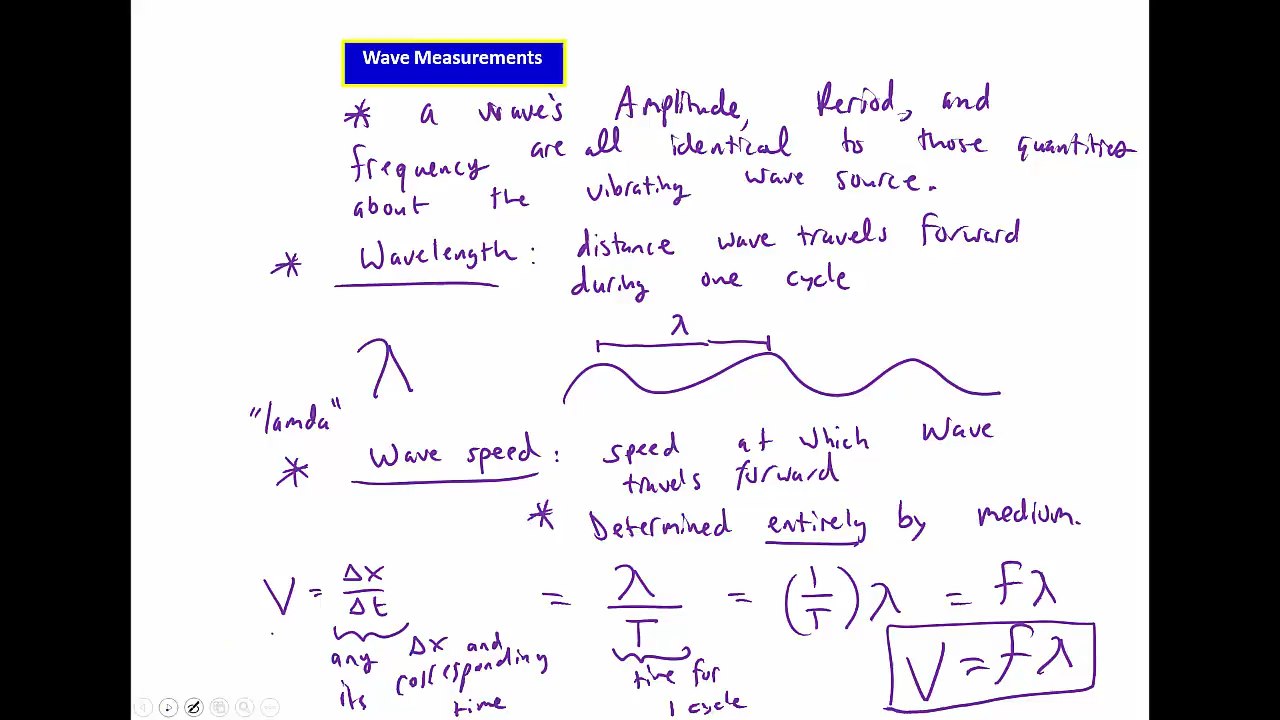 Wave Measurements
* a wave's Amplitude, Period, and
frequency are all identical to those quantities
about the vibrating wave source.
* Wavelength: distance wave travels forward
during one cycle
λ
λ
"lamda"
* Wave speed: speed at which wave
travels forward
* Determined entirely by medium.
V = Δx/Δt = λ/T = (1/T) λ = fλ
any Δx and
its corresponding
time
time for
1 cycle
V = fλ